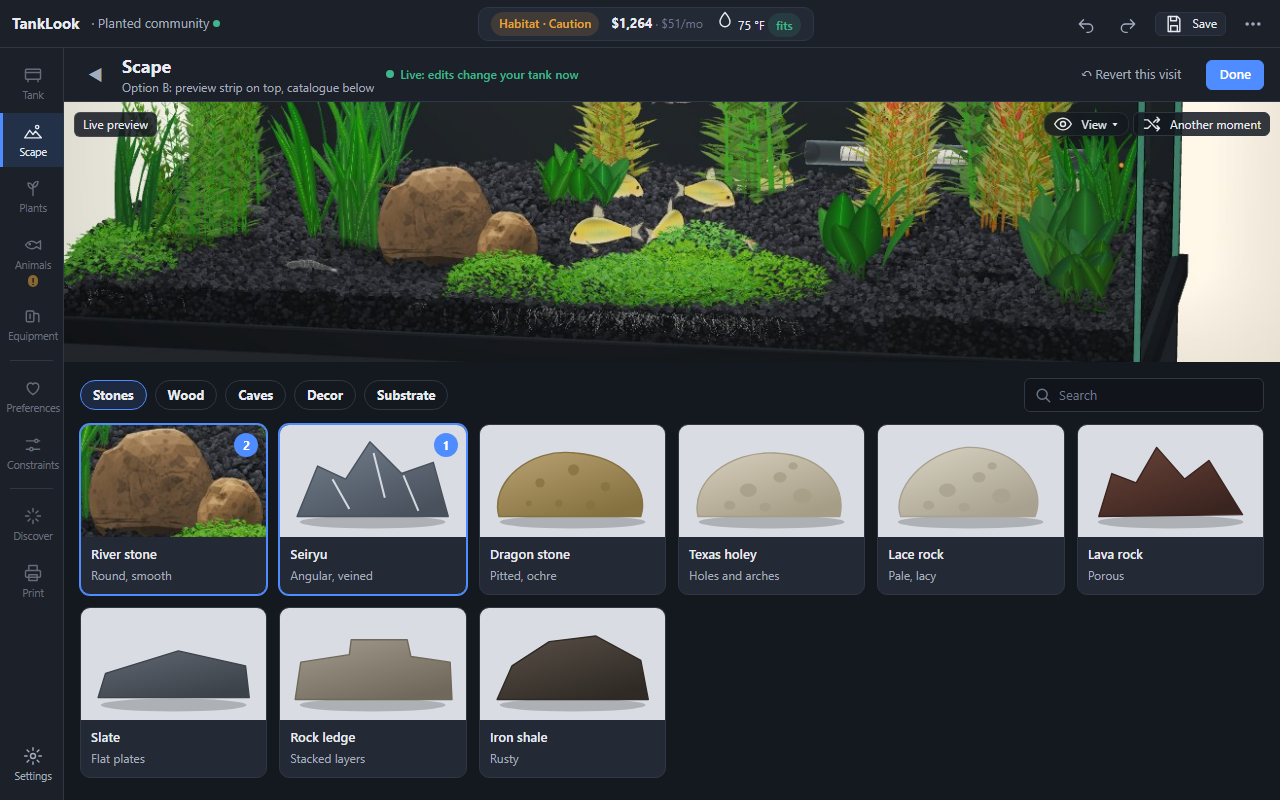 TankLook · Planted community
Habitat · Caution $1,264 · $51/mo 75 °F fits
Save
Tank
Scape
Plants
Animals
!
Equipment
Preferences
Constraints
Discover
Print
Settings
Scape
Option B: preview strip on top, catalogue below
Live: edits change your tank now
Revert this visit
Done
Live preview
View
Another moment
Stones
Wood
Caves
Decor
Substrate
Search
2
River stone
Round, smooth
1
Seiryu
Angular, veined
Dragon stone
Pitted, ochre
Texas holey
Holes and arches
Lace rock
Pale, lacy
Lava rock
Porous
Slate
Flat plates
Rock ledge
Stacked layers
Iron shale
Rusty